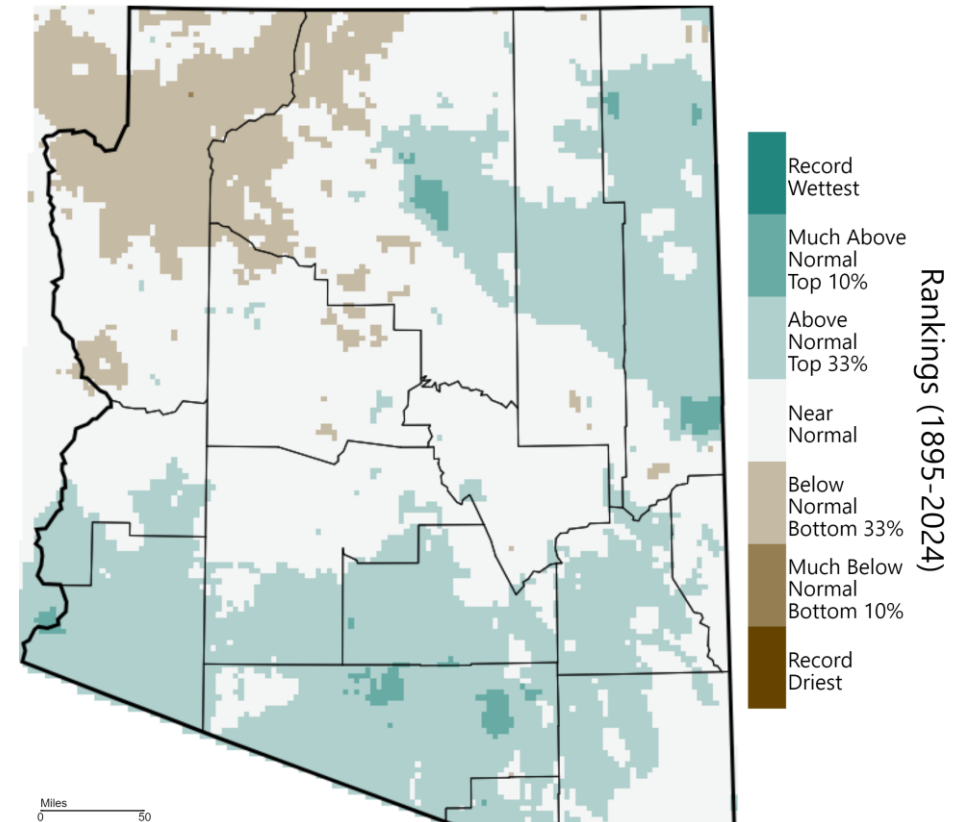 Record
Wettest
Much Above
Normal
Top 10%
Above
Normal
Top 33%
Near
Normal
Below
Normal
Bottom 33%
Much Below
Normal
Bottom 10%
Record
Driest
Rankings (1895-2024)
Miles
0 50